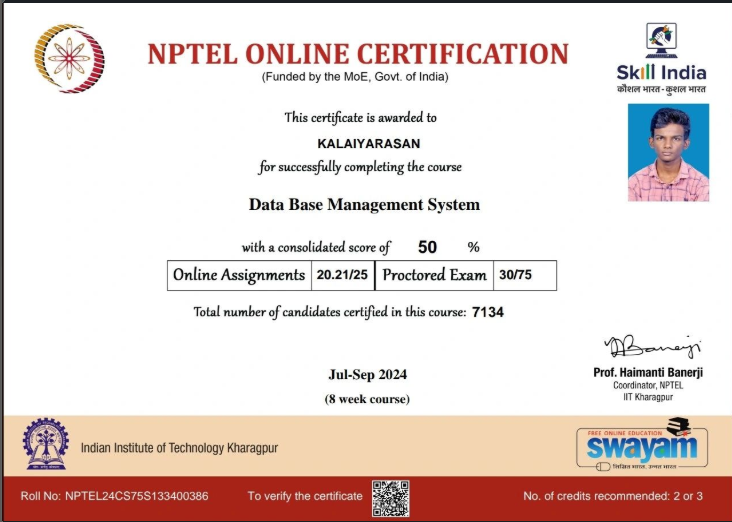 NPTEL ONLINE CERTIFICATION
(Funded by the MoE, Govt. of India)
Skill India
कौशल भारत - कुशल भारत
This certificate is awarded to
KALAIYARASAN
for successfully completing the course
Data Base Management System
with a consolidated score of 50 %
Online Assignments 20.21/25 Proctored Exam 30/75
Total number of candidates certified in this course: 7134
Jul-Sep 2024
(8 week course)
Prof. Haimanti Banerji
Coordinator, NPTEL
IIT Kharagpur
Indian Institute of Technology Kharagpur
FREE ONLINE EDUCATION
swayam
शिक्षित भारत, उन्नत भारत
Roll No: NPTEL24CS75S133400386
To verify the certificate
No. of credits recommended: 2 or 3